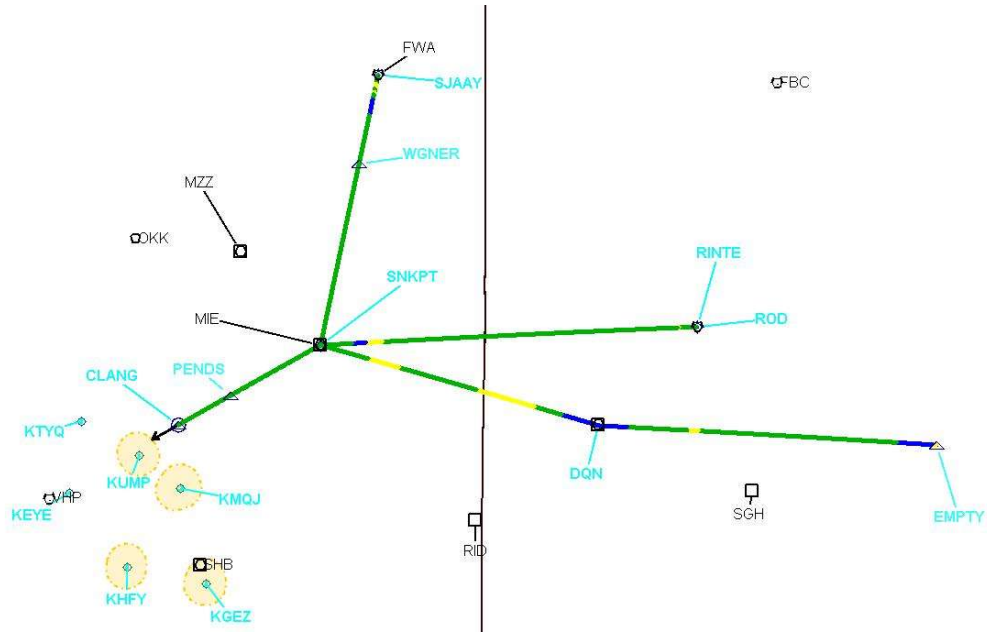 FWA
SJAAY
FBC
WGNER
MZZ
OKK
RINTE
SNKPT
MIE
ROD
PENDS
CLANG
KTYQ
KUMP
DQN
VHP
KMQJ
KEYE
SGH
EMPTY
RID
SHB
KHFY
KGEZ